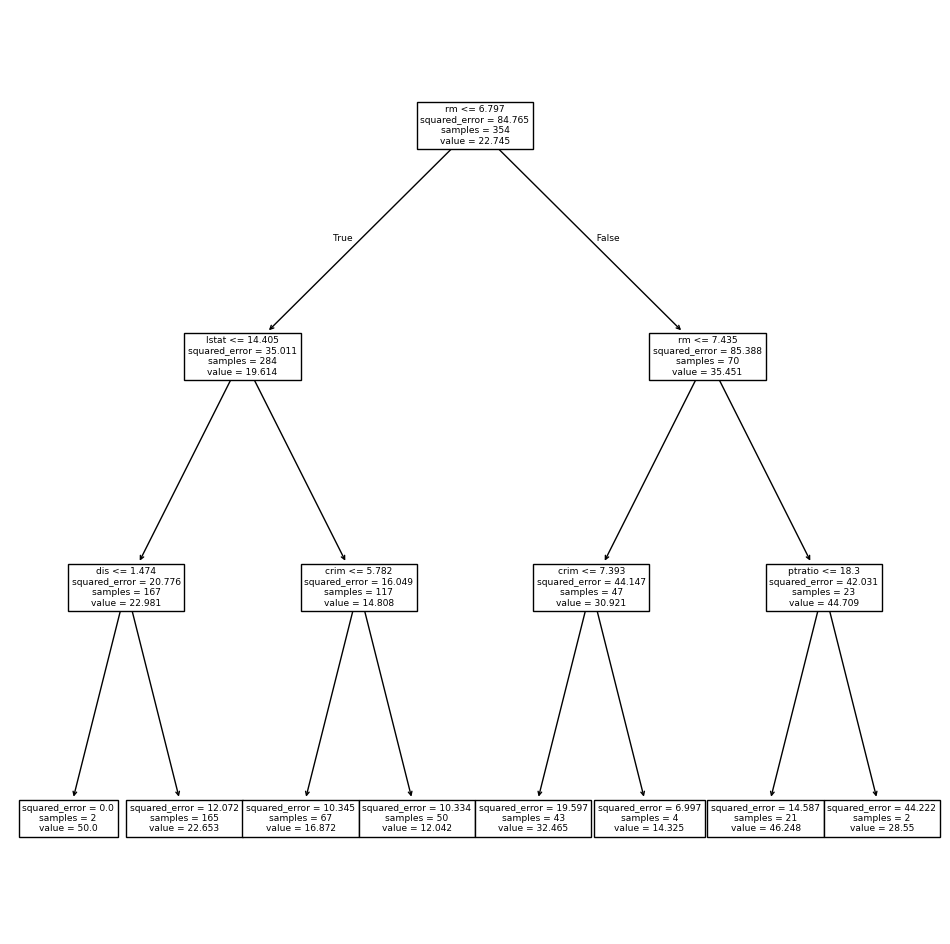 rm <= 6.797
squared_error = 84.765
samples = 354
value = 22.745
True
False
lstat <= 14.405
squared_error = 35.011
samples = 284
value = 19.614
rm <= 7.435
squared_error = 85.388
samples = 70
value = 35.451
dis <= 1.474
squared_error = 20.776
samples = 167
value = 22.981
crim <= 5.782
squared_error = 16.049
samples = 117
value = 14.808
crim <= 7.393
squared_error = 44.147
samples = 47
value = 30.921
ptratio <= 18.3
squared_error = 42.031
samples = 23
value = 44.709
squared_error = 0.0
samples = 2
value = 50.0
squared_error = 12.072
samples = 165
value = 22.653
squared_error = 10.345
samples = 67
value = 16.872
squared_error = 10.334
samples = 50
value = 12.042
squared_error = 19.597
samples = 43
value = 32.465
squared_error = 6.997
samples = 4
value = 14.325
squared_error = 14.587
samples = 21
value = 46.248
squared_error = 44.222
samples = 2
value = 28.55